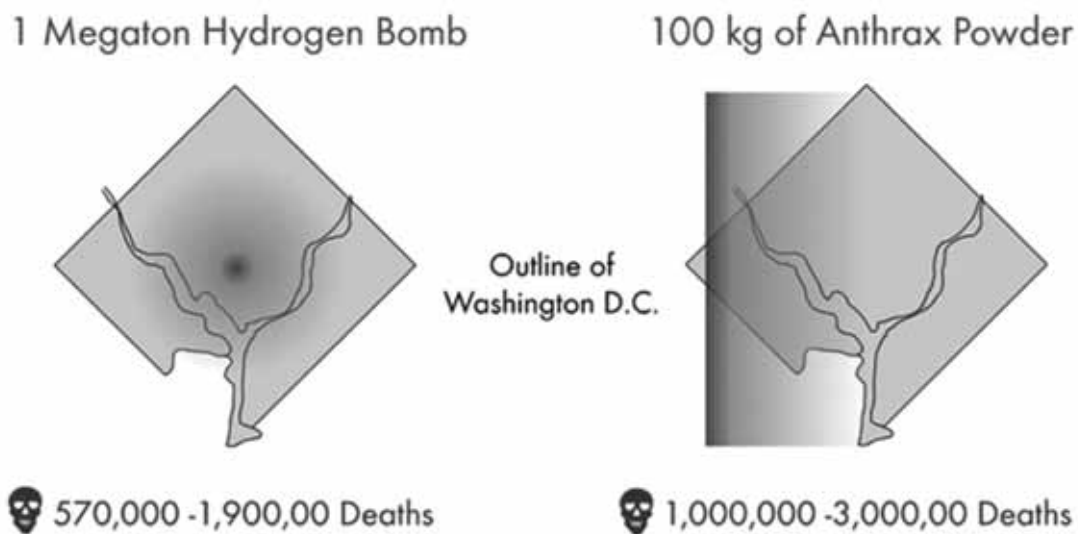 1 Megaton Hydrogen Bomb
100 kg of Anthrax Powder
Outline of
Washington D.C.
570,000 -1,900,00 Deaths
1,000,000 -3,000,00 Deaths